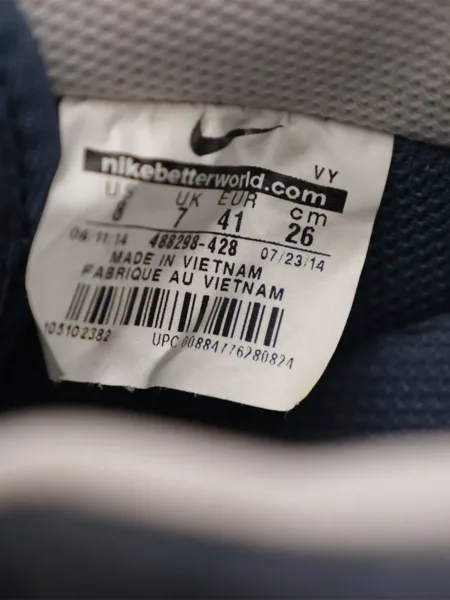 VY
nikebetterworld.com
US UK EUR cm
8 7 41 26
04/11/14 488298-428 07/23/14
MADE IN VIETNAM
FABRIQUE AU VIETNAM
105102382
UPC 00884776280824